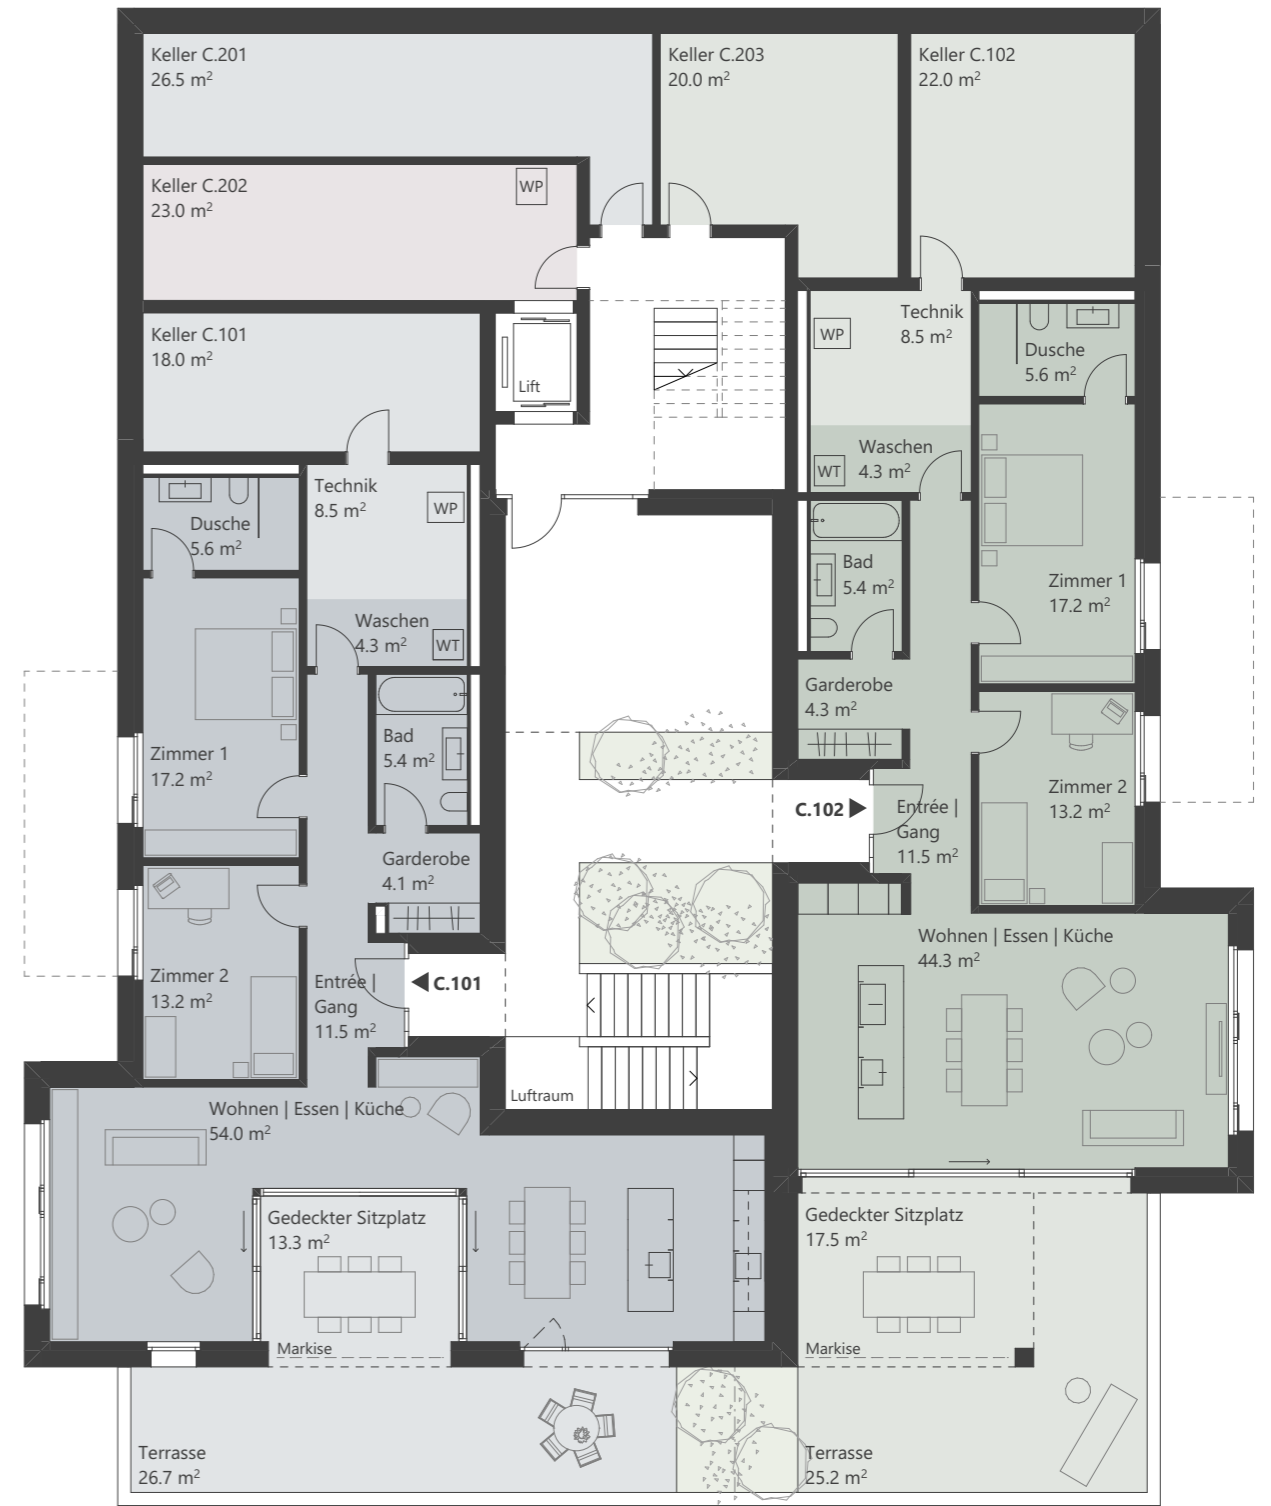 Keller C.201
26.5 m²
Keller C.203
20.0 m²
Keller C.102
22.0 m²
Keller C.202
23.0 m²
WP
Keller C.101
18.0 m²
Lift
Technik
8.5 m²
WP
Dusche
5.6 m²
Waschen
4.3 m²
WT
Technik
8.5 m²
WP
Dusche
5.6 m²
Waschen
4.3 m²
WT
Bad
5.4 m²
Zimmer 1
17.2 m²
Garderobe
4.3 m²
Zimmer 1
17.2 m²
Bad
5.4 m²
Zimmer 2
13.2 m²
C.102
Entrée |
Gang
11.5 m²
Garderobe
4.1 m²
Zimmer 2
13.2 m²
Entrée |
Gang
11.5 m²
C.101
Wohnen | Essen | Küche
44.3 m²
Luftraum
Wohnen | Essen | Küche
54.0 m²
Gedeckter Sitzplatz
13.3 m²
Markise
Gedeckter Sitzplatz
17.5 m²
Markise
Terrasse
26.7 m²
Terrasse
25.2 m²